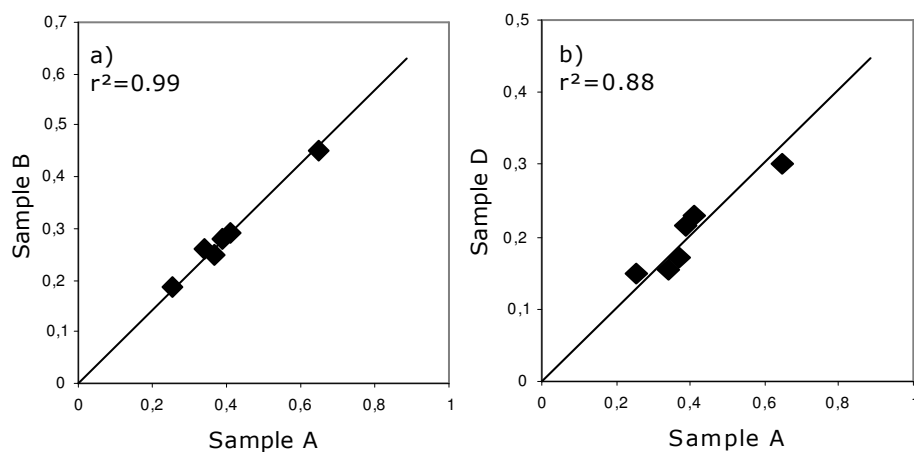 a)
r²=0.99
Sample B
0,7
0,6
0,5
0,4
0,3
0,2
0,1
0
0 0,2 0,4 0,6 0,8 1
Sample A
b)
r²=0.88
Sample D
0,5
0,4
0,3
0,2
0,1
0
0 0,2 0,4 0,6 0,8 1
Sample A